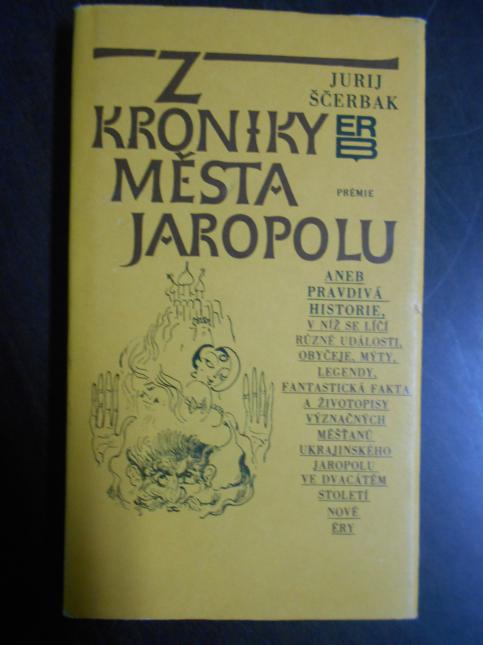 Z
KRONIKY
MĚSTA
JAROPOLU
JURIJ
ŠČERBAK
ERB
PRÉMIE
ANEB
PRAVDIVÁ
HISTORIE,
V NÍŽ SE LÍČÍ
RŮZNÉ UDÁLOSTI,
OBYČEJE, MÝTY,
LEGENDY,
FANTASTICKÁ FAKTA
A ŽIVOTOPISY
VÝZNAČNÝCH
MĚŠŤANŮ
UKRAJINSKÉHO
JAROPOLU
VE DVACÁTÉM
STOLETÍ
NOVÉ
ÉRY